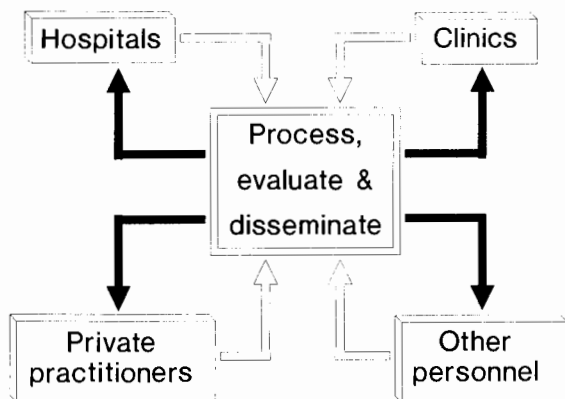 Hospitals
Clinics
Process,
evaluate &
disseminate
Private
practitioners
Other
personnel